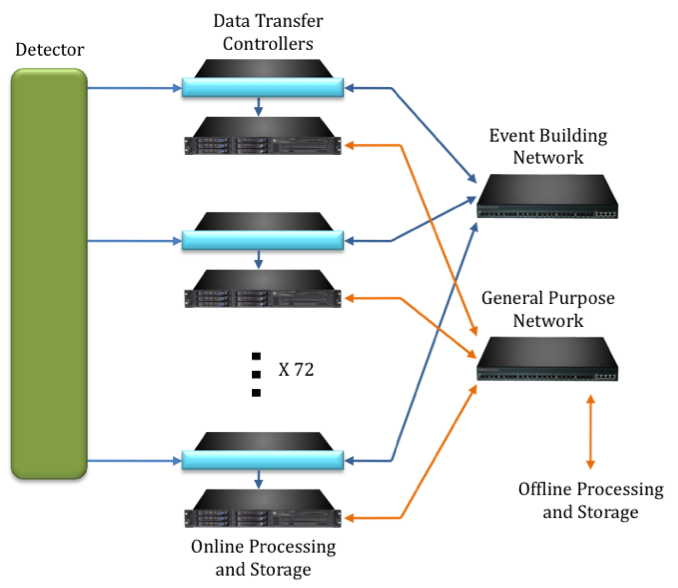 Data Transfer
Controllers
Detector
Event Building
Network
General Purpose
Network
X 72
Offline Processing
and Storage
Online Processing
and Storage